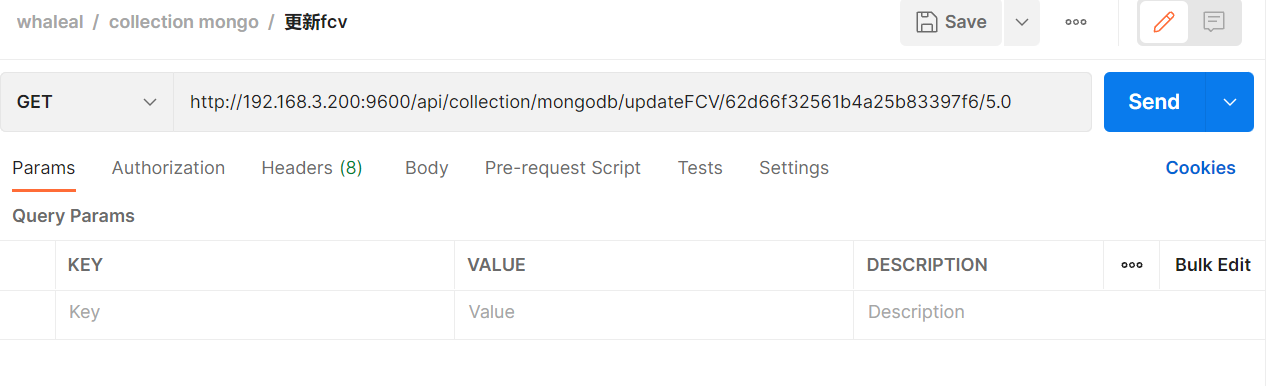 whaleal / collection mongo / 更新fcv
Save
GET
http://192.168.3.200:9600/api/collection/mongodb/updateFCV/62d66f32561b4a25b83397f6/5.0
Send
Params Authorization Headers (8) Body Pre-request Script Tests Settings Cookies
Query Params
KEY VALUE DESCRIPTION Bulk Edit
Key Value Description